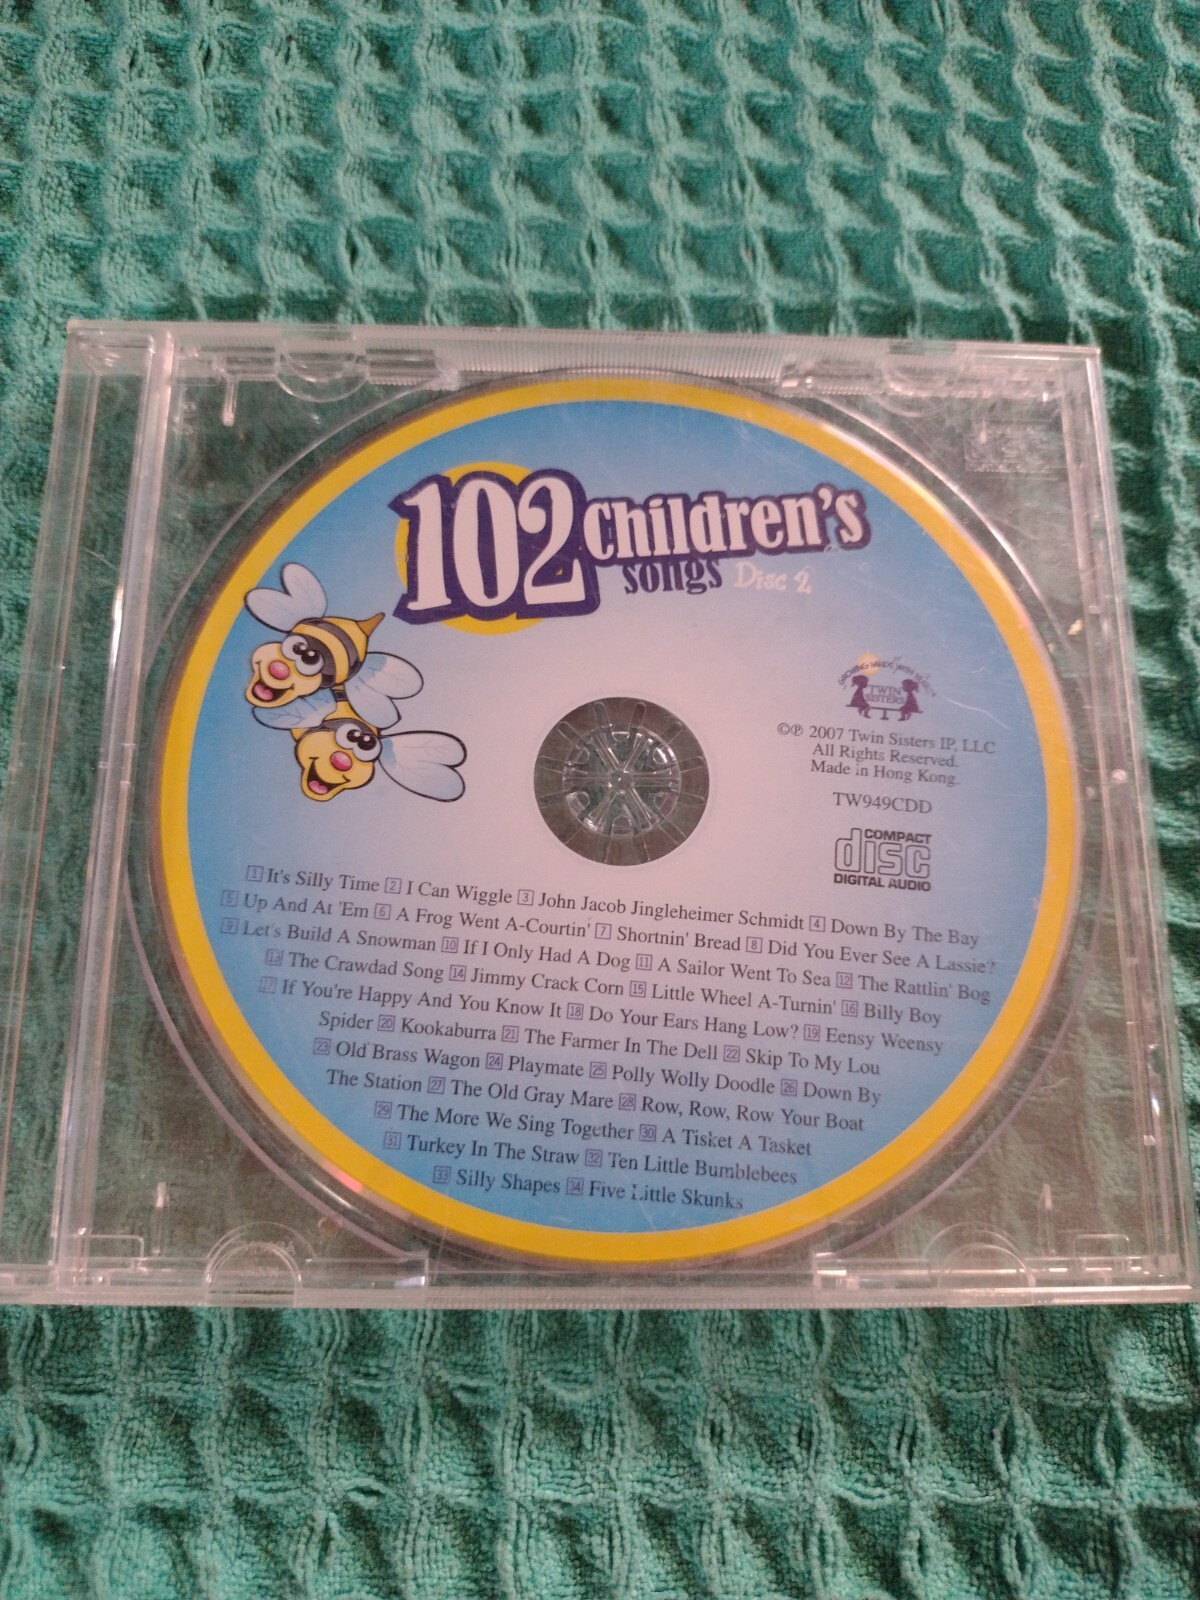 102 Children's
songs Disc 2
GROWING MINDS WITH MUSIC
TWIN
SISTERS
©℗ 2007 Twin Sisters IP, LLC
All Rights Reserved.
Made in Hong Kong.
TW949CDD
COMPACT
disc
DIGITAL AUDIO
1 It's Silly Time 2 I Can Wiggle 3 John Jacob Jingleheimer Schmidt 4 Down By The Bay
5 Up And At 'Em 6 A Frog Went A-Courtin' 7 Shortnin' Bread 8 Did You Ever See A Lassie?
9 Let's Build A Snowman 10 If I Only Had A Dog 11 A Sailor Went To Sea 12 The Rattlin' Bog
13 The Crawdad Song 14 Jimmy Crack Corn 15 Little Wheel A-Turnin' 16 Billy Boy
17 If You're Happy And You Know It 18 Do Your Ears Hang Low? 19 Eensy Weensy
Spider 20 Kookaburra 21 The Farmer In The Dell 22 Skip To My Lou
23 Old Brass Wagon 24 Playmate 25 Polly Wolly Doodle 26 Down By
The Station 27 The Old Gray Mare 28 Row, Row, Row Your Boat
29 The More We Sing Together 30 A Tisket A Tasket
31 Turkey In The Straw 32 Ten Little Bumblebees
33 Silly Shapes 34 Five Little Skunks